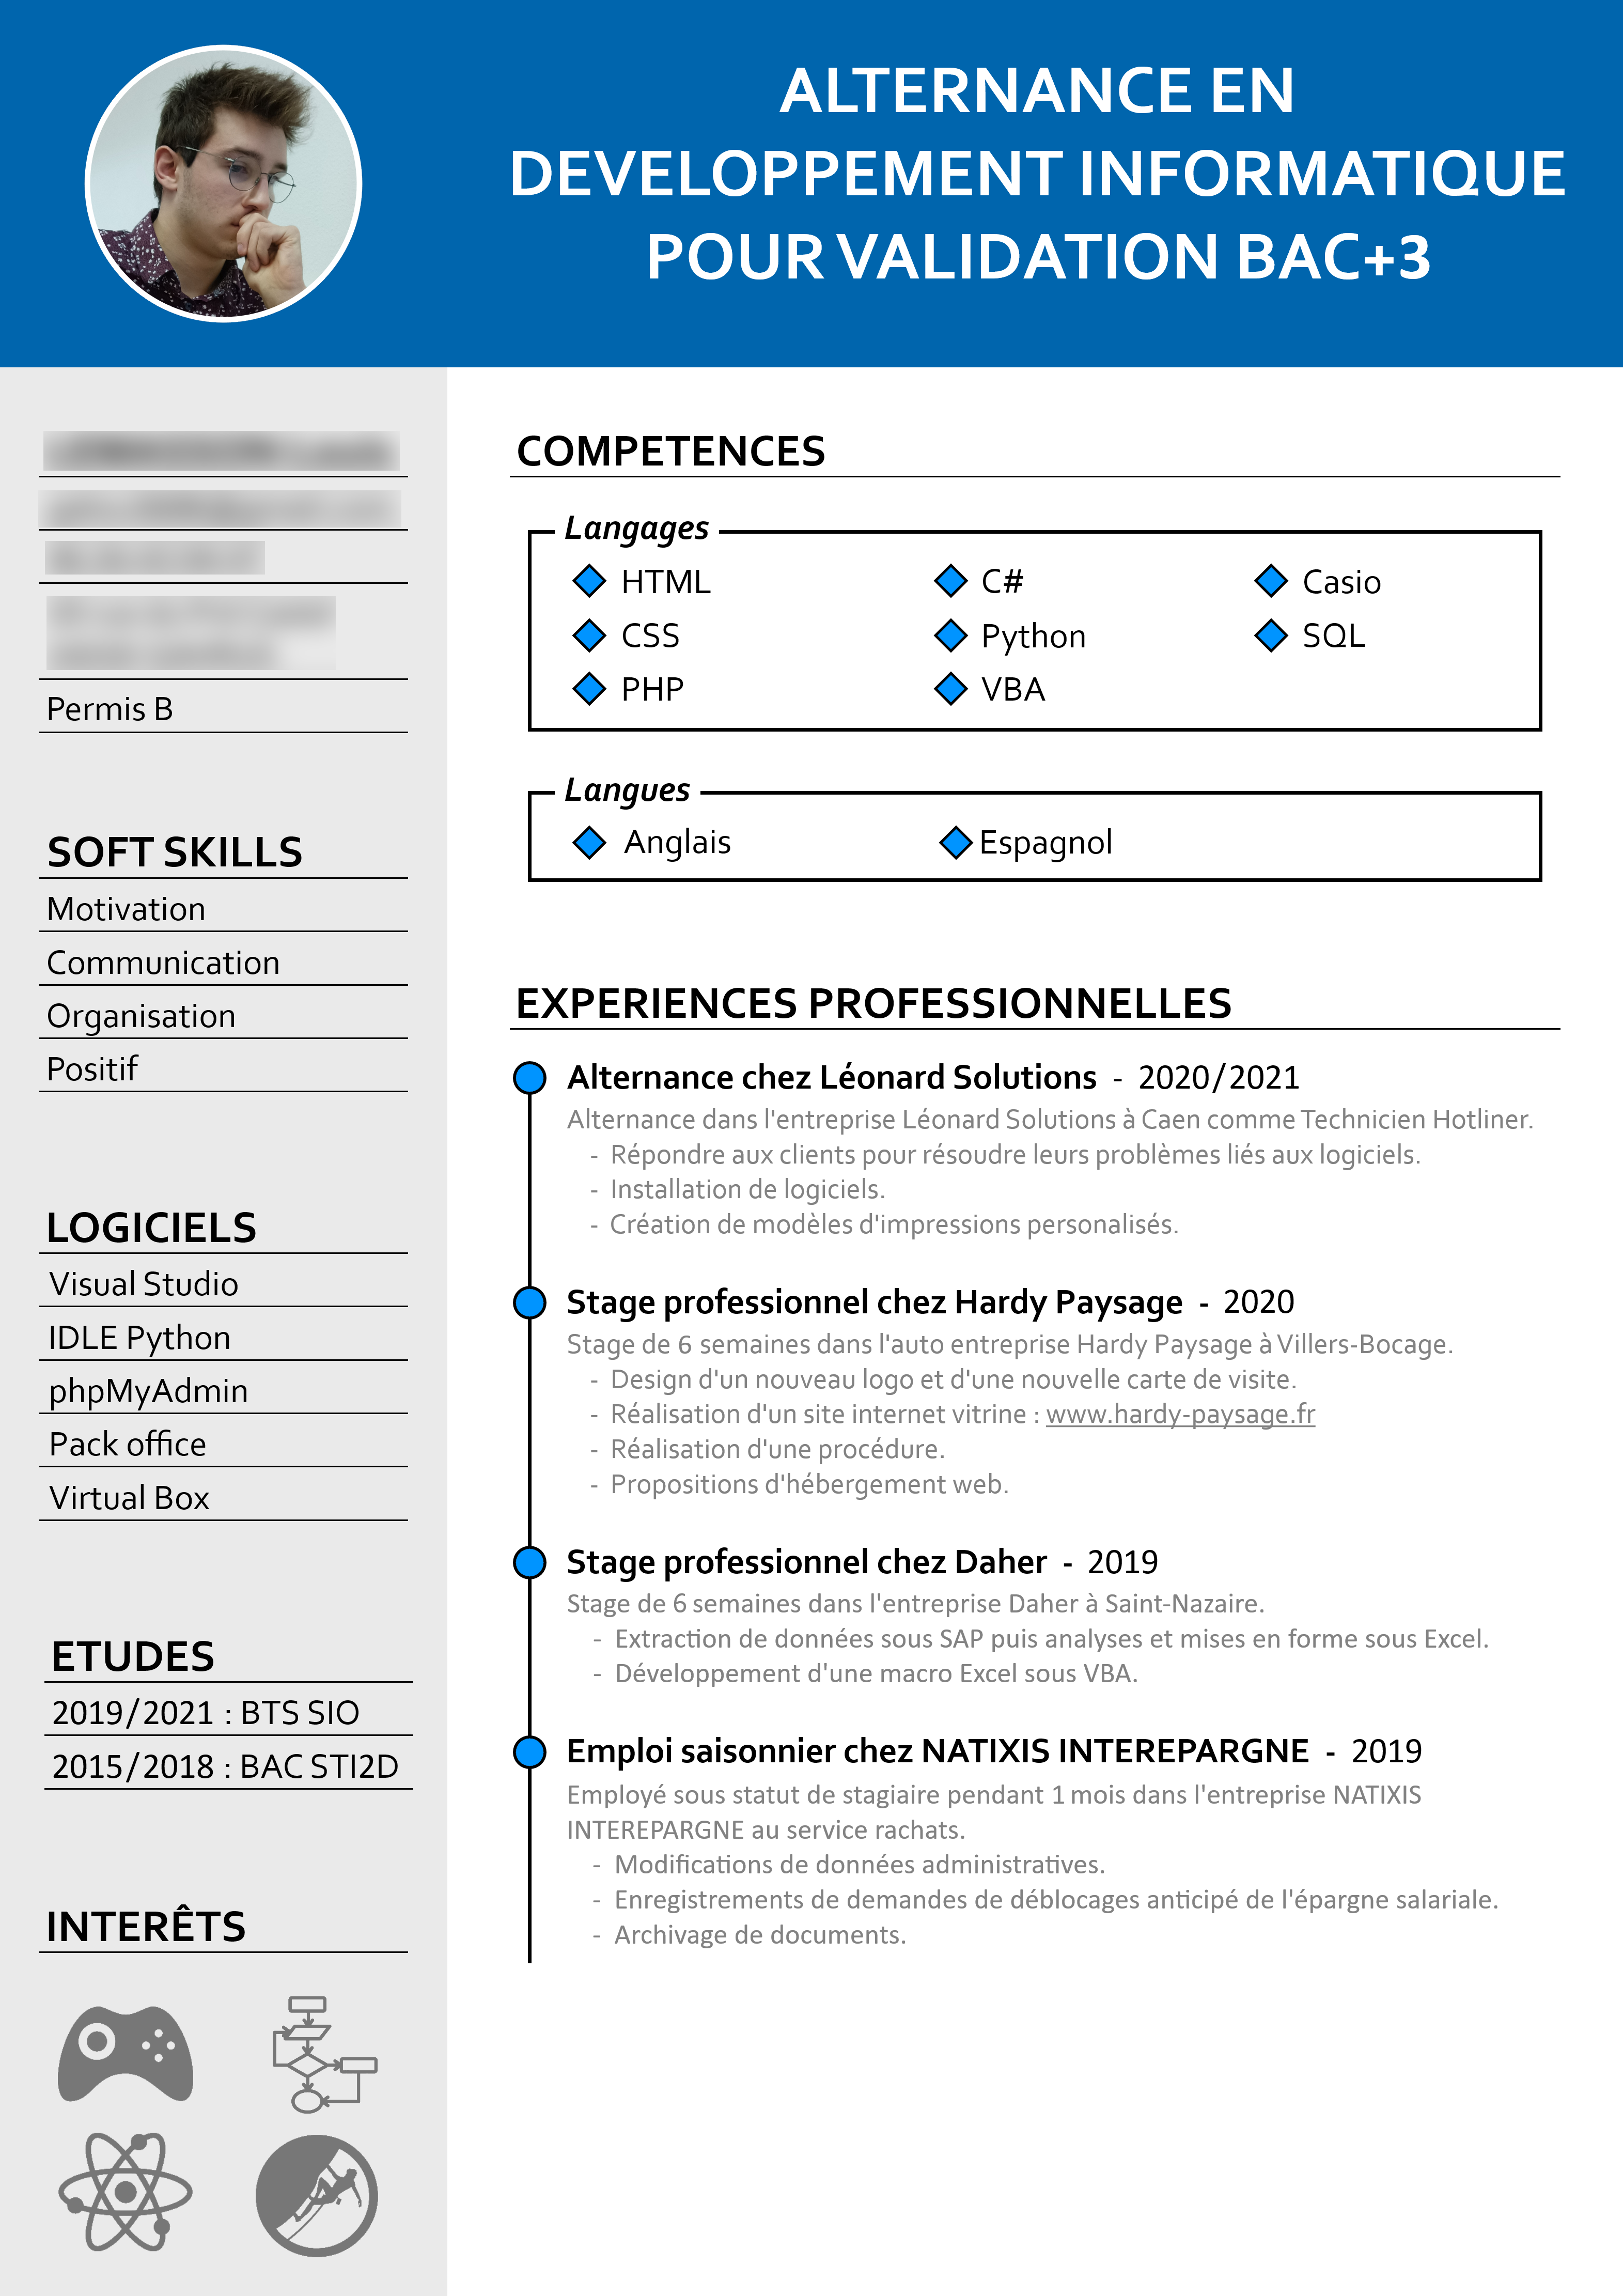 ALTERNANCE EN
DEVELOPPEMENT INFORMATIQUE
POUR VALIDATION BAC+3
Permis B
SOFT SKILLS
Motivation
Communication
Organisation
Positif
LOGICIELS
Visual Studio
IDLE Python
phpMyAdmin
Pack office
Virtual Box
ETUDES
2019/2021 : BTS SIO
2015/2018 : BAC STI2D
INTERÊTS
COMPETENCES
Langages
HTML
C#
Casio
CSS
Python
SQL
PHP
VBA
Langues
Anglais
Espagnol
EXPERIENCES PROFESSIONNELLES
Alternance chez Léonard Solutions - 2020/2021
Alternance dans l'entreprise Léonard Solutions à Caen comme Technicien Hotliner.
- Répondre aux clients pour résoudre leurs problèmes liés aux logiciels.
- Installation de logiciels.
- Création de modèles d'impressions personalisés.
Stage professionnel chez Hardy Paysage - 2020
Stage de 6 semaines dans l'auto entreprise Hardy Paysage à Villers-Bocage.
- Design d'un nouveau logo et d'une nouvelle carte de visite.
- Réalisation d'un site internet vitrine : www.hardy-paysage.fr
- Réalisation d'une procédure.
- Propositions d'hébergement web.
Stage professionnel chez Daher - 2019
Stage de 6 semaines dans l'entreprise Daher à Saint-Nazaire.
- Extraction de données sous SAP puis analyses et mises en forme sous Excel.
- Développement d'une macro Excel sous VBA.
Emploi saisonnier chez NATIXIS INTEREPARGNE - 2019
Employé sous statut de stagiaire pendant 1 mois dans l'entreprise NATIXIS
INTEREPARGNE au service rachats.
- Modifications de données administratives.
- Enregistrements de demandes de déblocages anticipé de l'épargne salariale.
- Archivage de documents.